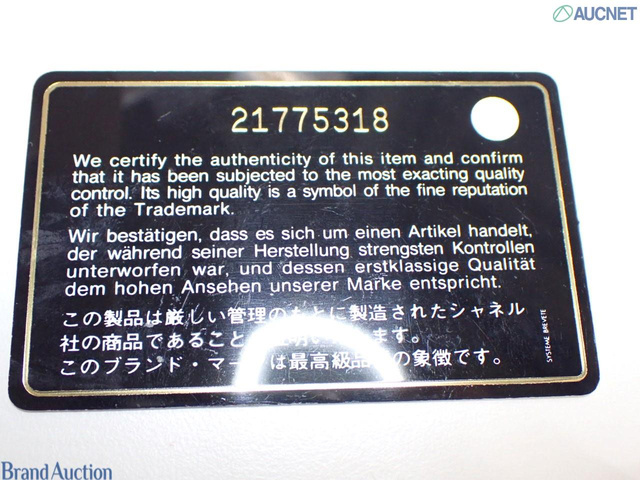 AUCNET
21775318
We certify the authenticity of this item and confirm
that it has been subjected to the most exacting quality
control. Its high quality is a symbol of the fine reputation
of the Trademark.
Wir bestätigen, dass es sich um einen Artikel handelt,
der während seiner Herstellung strengsten Kontrollen
unterworfen war, und dessen erstklassige Qualität
dem hohen Ansehen unserer Marke entspricht.
この製品は厳しい管理のもとに製造されたシャネル
社の商品であること ます。
このブランド・マー は最高級品 の象徴です。
SYSTEME BREVETE
Brand Auction